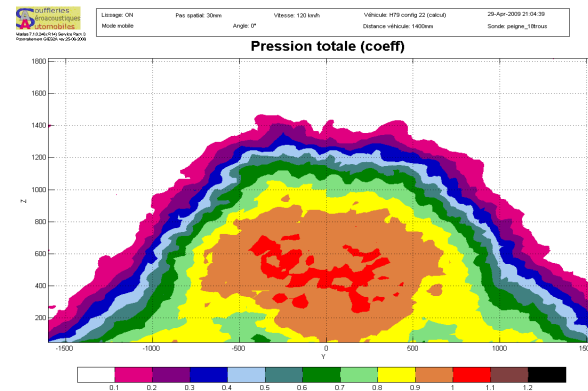 Souffleries
Aéroacoustiques
Automobiles
Lissage: ON Pas spatial: 30mm Vitesse: 120 km/h Véhicule: H79 config 22 (calcul) 29-Apr-2009 21:04:39
Mode mobile Angle: 0° Distance véhicule: 1400mm Sonde: peigne_18trous
Pression totale (coeff)
1800
1600
1400
1200
1000
800
600
400
200
Z
-1500 -1000 -500 0 500 1000 1500
Y
0.1 0.2 0.3 0.4 0.5 0.6 0.7 0.8 0.9 1 1.1 1.2